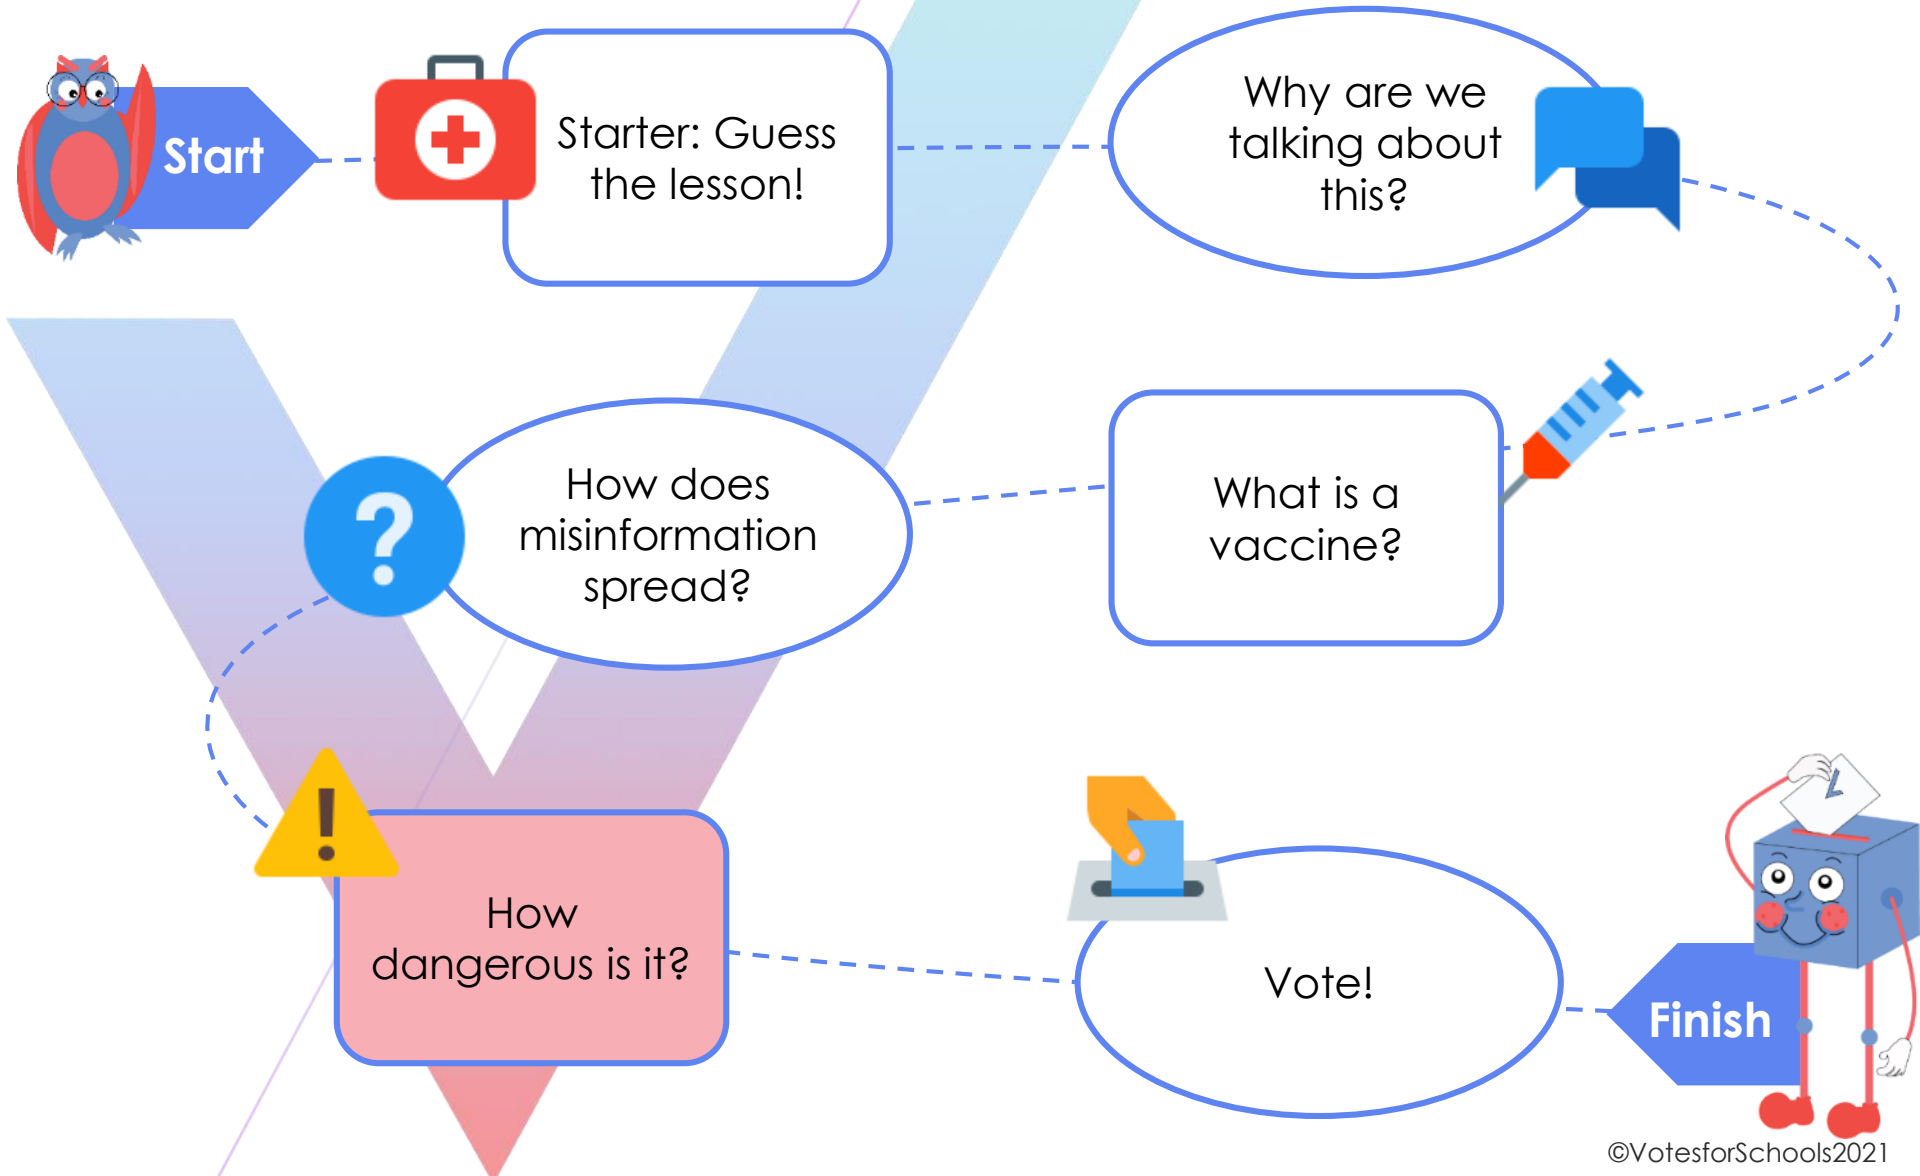 Start
Starter: Guess
the lesson!
Why are we
talking about
this?
What is a
vaccine?
How does
misinformation
spread?
How
dangerous is it?
Vote!
Finish
©VotesforSchools2021